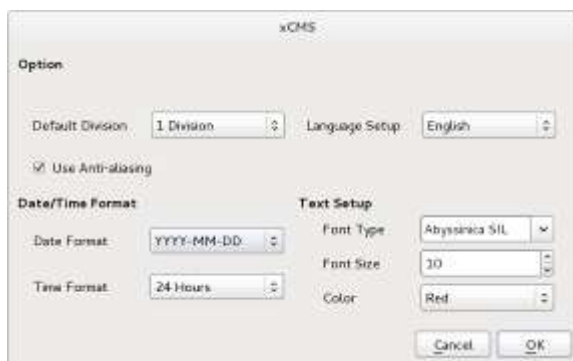 xCMS
Option
Default Division 1 Division Language Setup English
Use Anti-aliasing
Date/Time Format Text Setup
Font Type Abyssinica SIL
Date Format YYYY-MM-DD
Font Size 10
Time Format 24 Hours
Color Red
Cancel OK